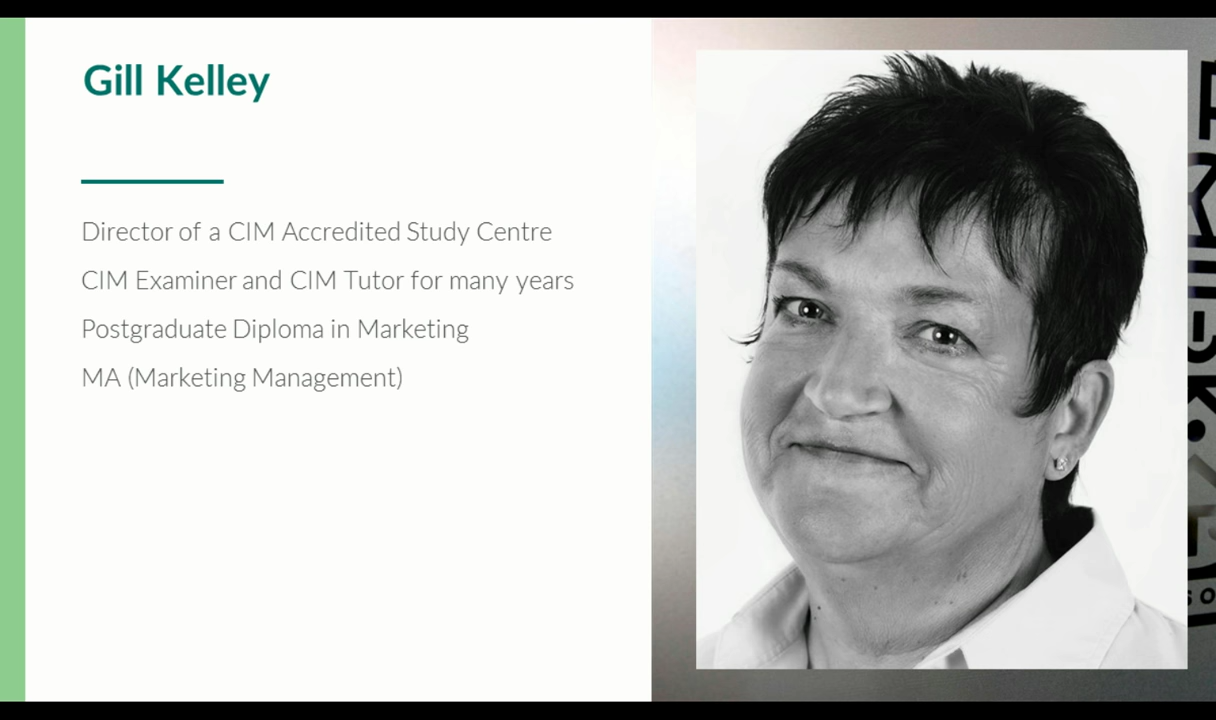 Gill Kelley
Director of a CIM Accredited Study Centre
CIM Examiner and CIM Tutor for many years
Postgraduate Diploma in Marketing
MA (Marketing Management)